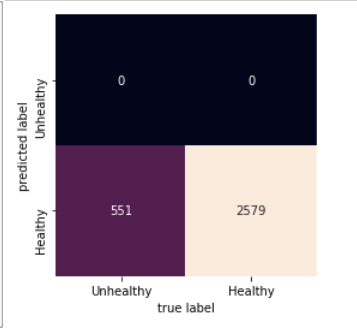 0 0
551 2579
Unhealthy
Healthy
predicted label
Unhealthy Healthy
true label